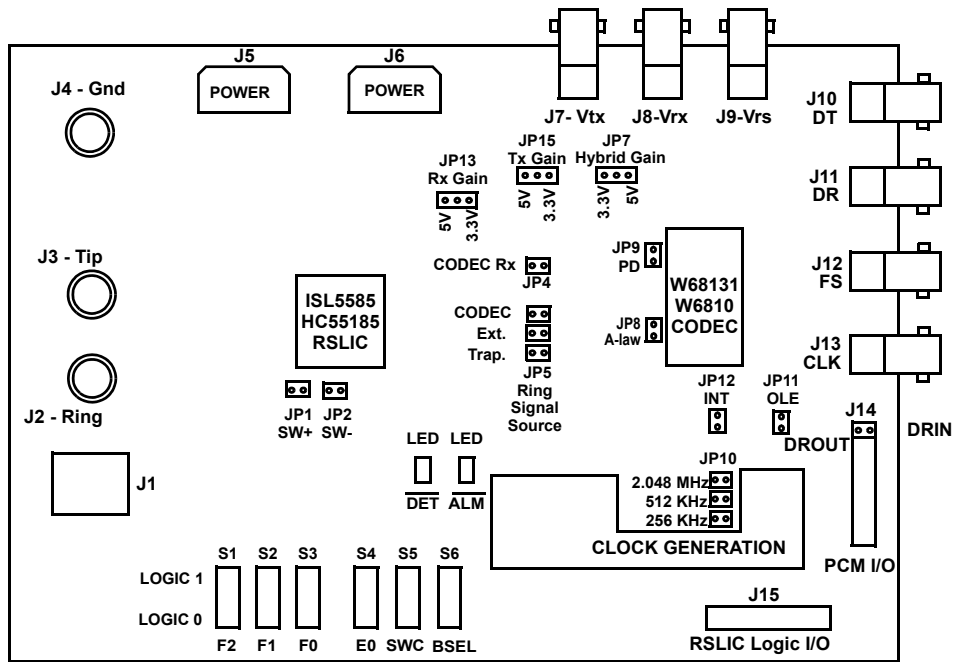 J5
J6
J4 - Gnd
POWER
POWER
J7- Vtx
J8-Vrx
J9-Vrs
J10
DT
JP15
Tx Gain
JP7
Hybrid Gain
JP13
Rx Gain
5V
3.3V
5V
3.3V
3.3V
5V
J11
DR
J3 - Tip
CODEC Rx
JP4
JP9
PD
J12
FS
ISL5585
HC55185
RSLIC
W68131
W6810
CODEC
CODEC
Ext.
Trap.
JP5
Ring
Signal
Source
JP8
A-law
J13
CLK
JP1
SW+
JP2
SW-
J2 - Ring
JP12
INT
JP11
OLE
J14
DROUT
DRIN
LED
LED
DET
ALM
J1
JP10
2.048 MHz
512 KHz
256 KHz
CLOCK GENERATION
PCM I/O
S1
S2
S3
S4
S5
S6
LOGIC 1
LOGIC 0
F2
F1
F0
E0
SWC
BSEL
J15
RSLIC Logic I/O